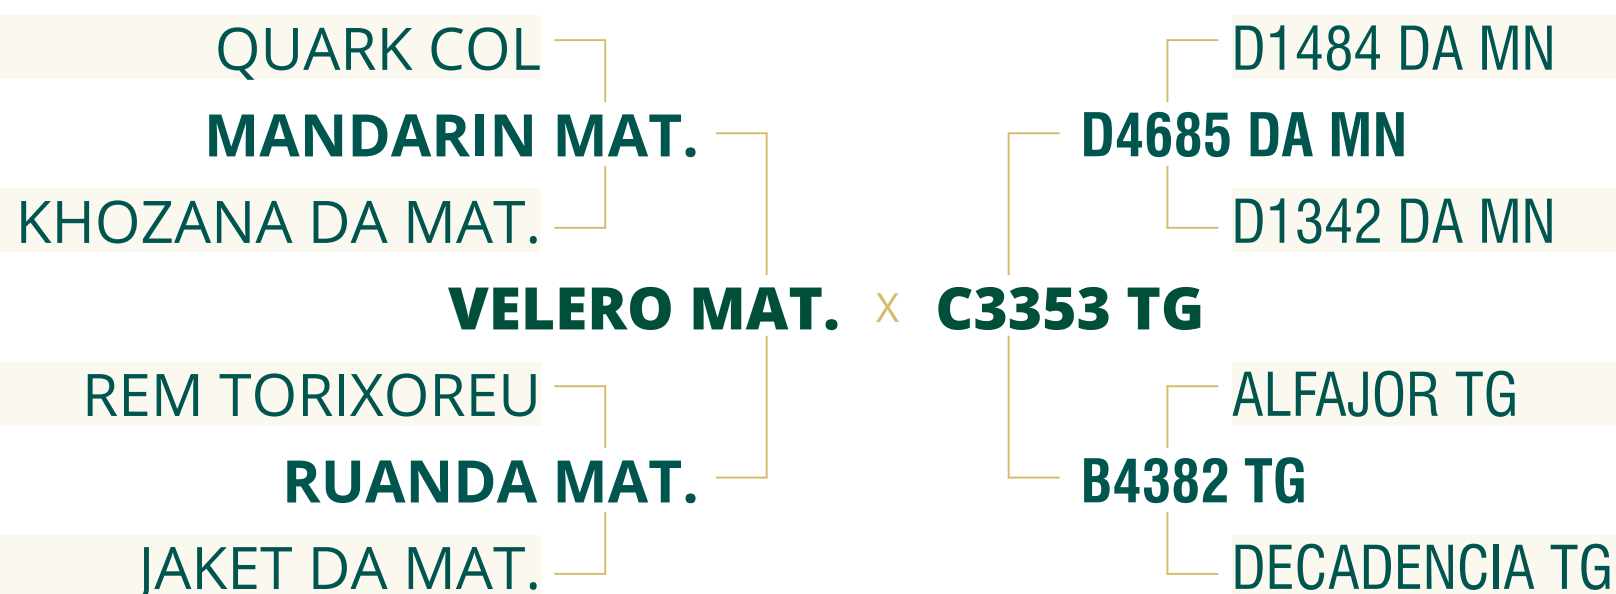 QUARK COL
D1484 DA MN
MANDARIN MAT.
D4685 DA MN
KHOZANA DA MAT.
D1342 DA MN
VELERO MAT. X C3353 TG
REM TORIXOREU
ALFAJOR TG
RUANDA MAT.
B4382 TG
JAKET DA MAT.
DECADENCIA TG